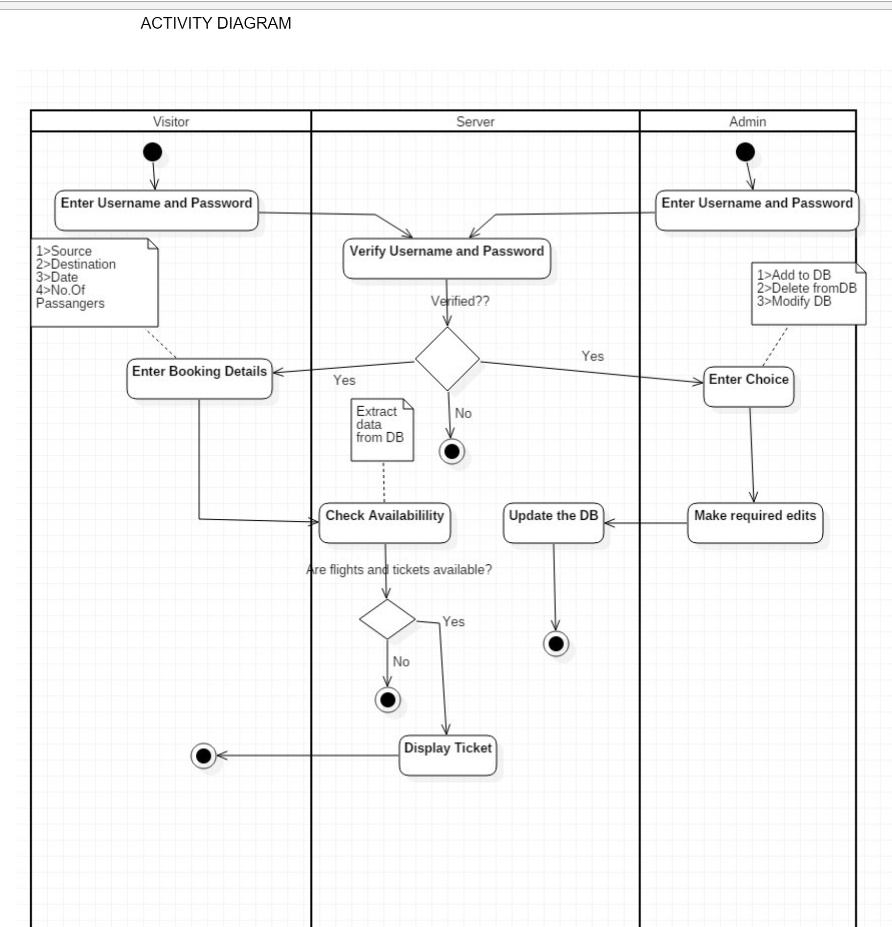 ACTIVITY DIAGRAM
Visitor
Server
Admin
Enter Username and Password
Enter Username and Password
Verify Username and Password
1>Source
2>Destination
3>Date
4>No.Of
Passangers
1>Add to DB
2>Delete fromDB
3>Modify DB
Verified??
Yes
Yes
Enter Booking Details
Enter Choice
No
Extract
data
from DB
Check Availabilility
Update the DB
Make required edits
Are flights and tickets available?
Yes
No
Display Ticket